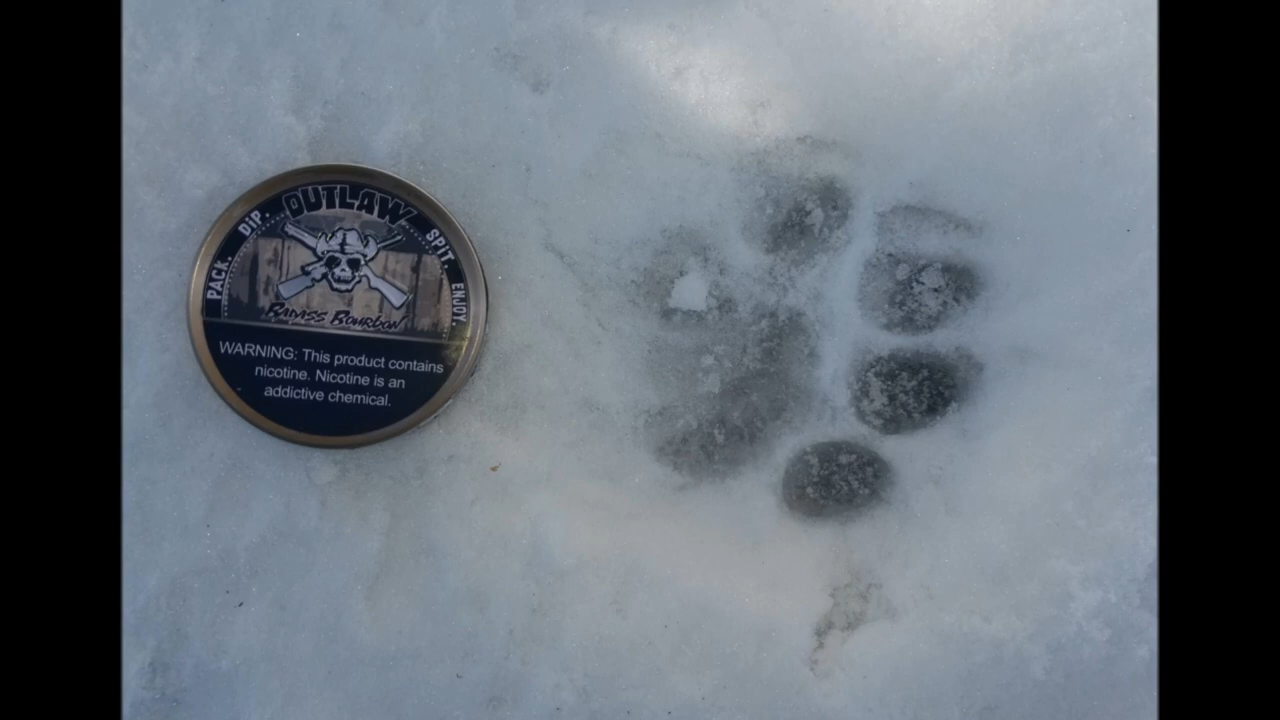 OUTLAW
PACK. DIP. SPIT. ENJOY.
Badass Bourbon
WARNING: This product contains
nicotine. Nicotine is an
addictive chemical.